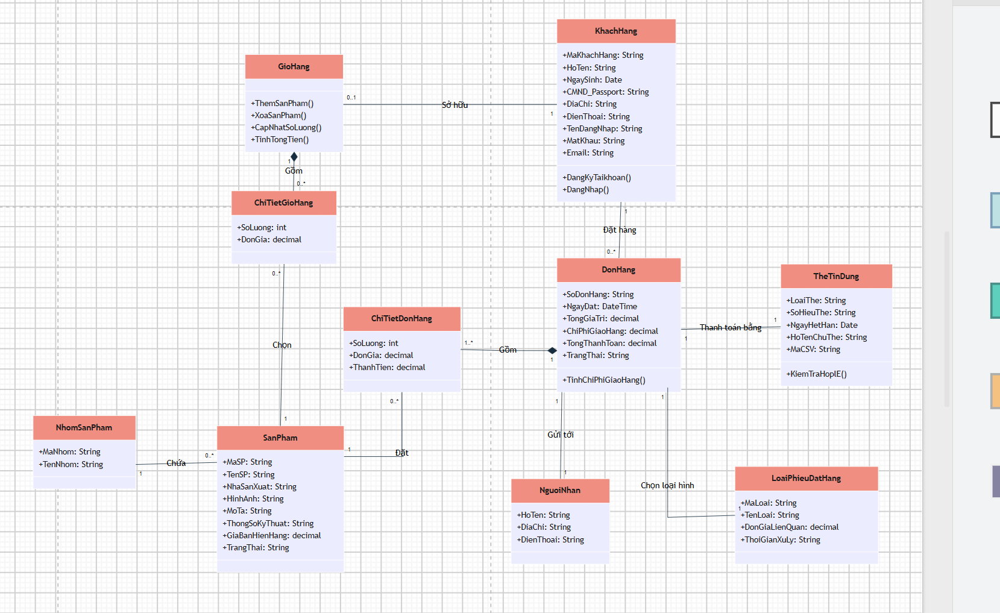 KhachHang
+MaKhachHang: String
+HoTen: String
+NgaySinh: Date
+CMND_Passport: String
+DiaChi: String
+DienThoai: String
+TenDangNhap: String
+MatKhau: String
+Email: String
+DangKyTaikhoan()
+DangNhap()
GioHang
+ThemSanPham()
+XoaSanPham()
+CapNhatSoLuong()
+TinhTongTien()
0..1
Sở hữu
1
1
Gồm
0..*
ChiTietGioHang
+SoLuong: int
+DonGia: decimal
1
Đặt hàng
0..*
DonHang
+SoDonHang: String
+NgayDat: DateTime
+TongGiaTri: decimal
+ChiPhiGiaoHang: decimal
+TongThanhToan: decimal
+TrangThai: String
+TinhChiPhiGiaoHang()
1
Thanh toán bằng
1
TheTinDung
+LoaiThe: String
+SoHieuThe: String
+NgayHetHan: Date
+HoTenChuThe: String
+MaCSV: String
+KiemTraHoplE()
0..*
Chọn
1
ChiTietDonHang
+SoLuong: int
+DonGia: decimal
+ThanhTien: decimal
1..*
Gồm
1
0..*
Đặt
1
NhomSanPham
+MaNhom: String
+TenNhom: String
1
Chứa
0..*
SanPham
+MaSP: String
+TenSP: String
+NhaSanXuat: String
+HinhAnh: String
+MoTa: String
+ThongSoKyThuat: String
+GiaBanHienHang: decimal
+TrangThai: String
1
Gửi tới
1
NguoiNhan
+HoTen: String
+DiaChi: String
+DienThoai: String
1
Chọn loại hình
1
LoaiPhieuDatHang
+MaLoai: String
+TenLoai: String
+DonGiaLienQuan: decimal
+ThoiGianXuLy: String